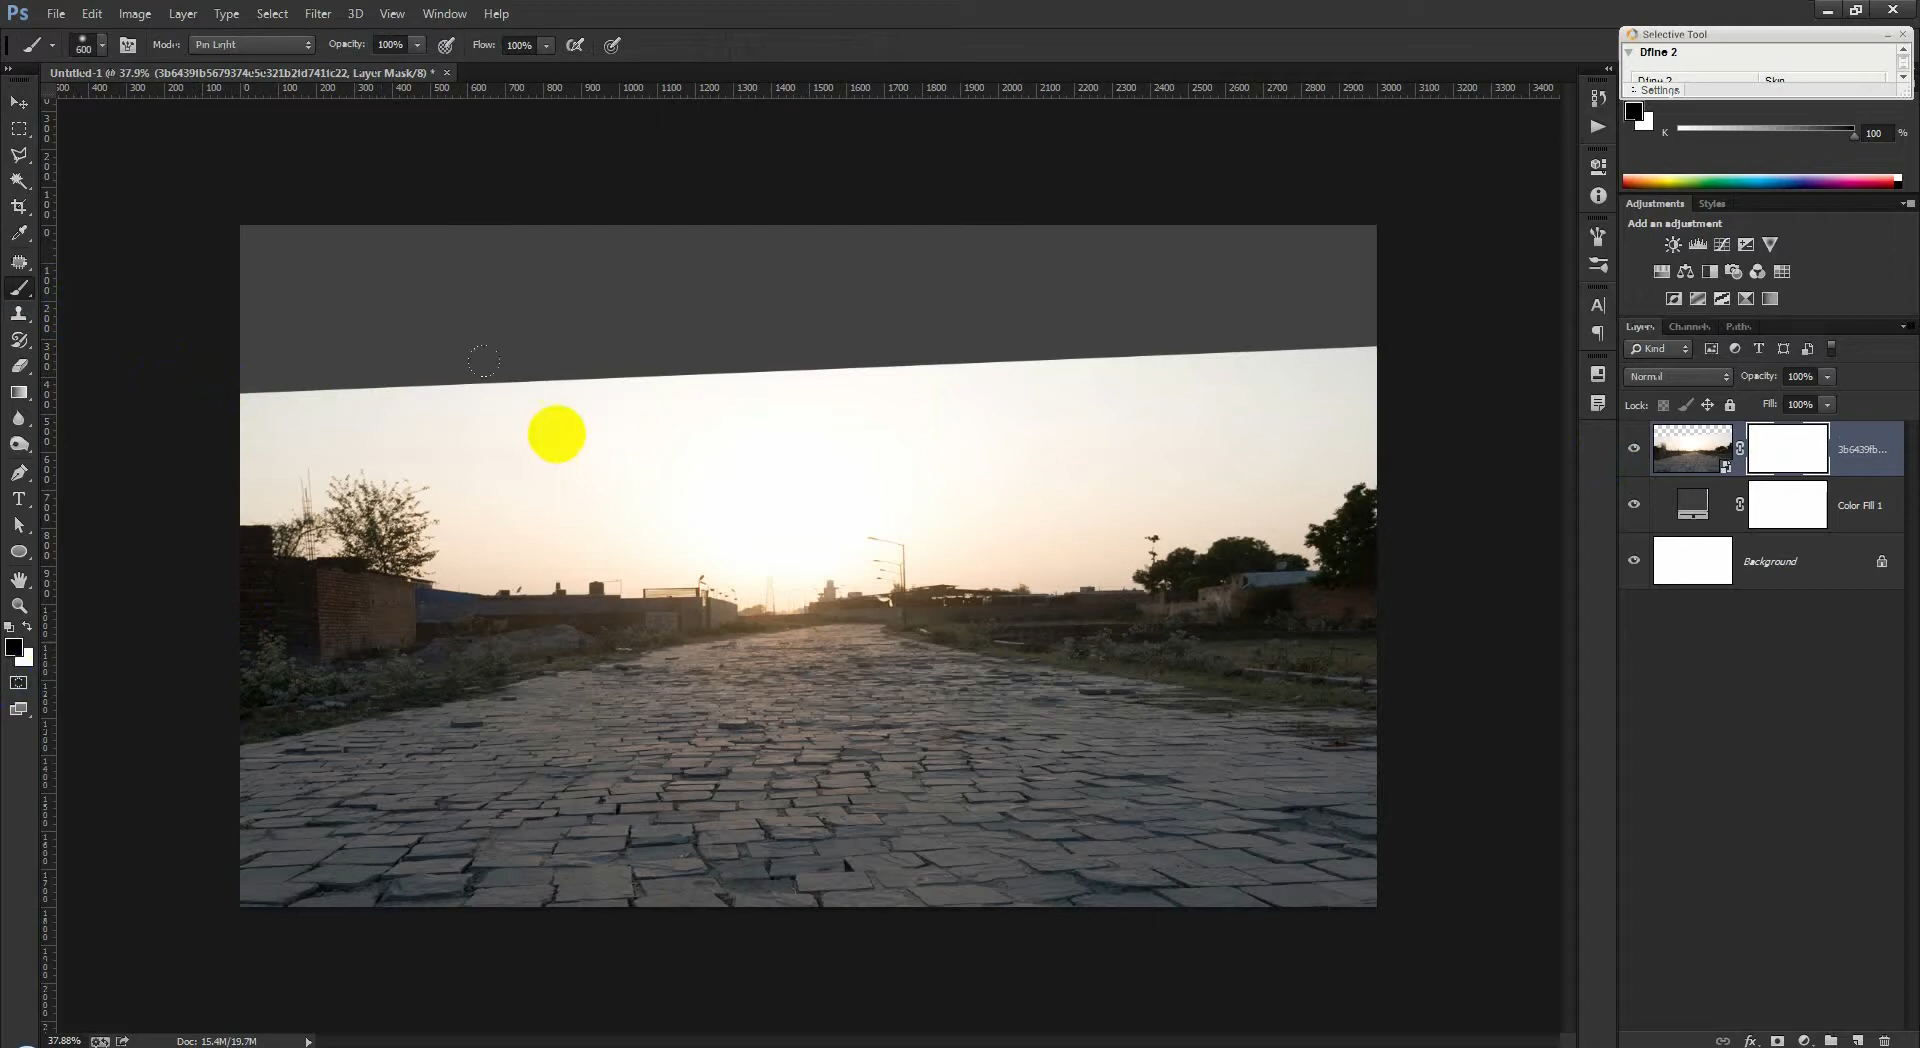 Ps File Edit Image Layer Type Select Filter 3D View Window Help
600 Mode: Pin Light Opacity: 100% Flow: 100%
Untitled-1 @ 37.9% (3b6439fb5679374e5e321b2fd741fc22, Layer Mask/8) *
Selective Tool
Dfine 2
Dfine 2 Skin
Settings
K 100 %
Adjustments Styles
Add an adjustment
Layers Channels Paths
Kind
Normal Opacity: 100%
Lock: Fill: 100%
3b6439fb...
Color Fill 1
Background
37.88% Doc: 15.4M/19.7M